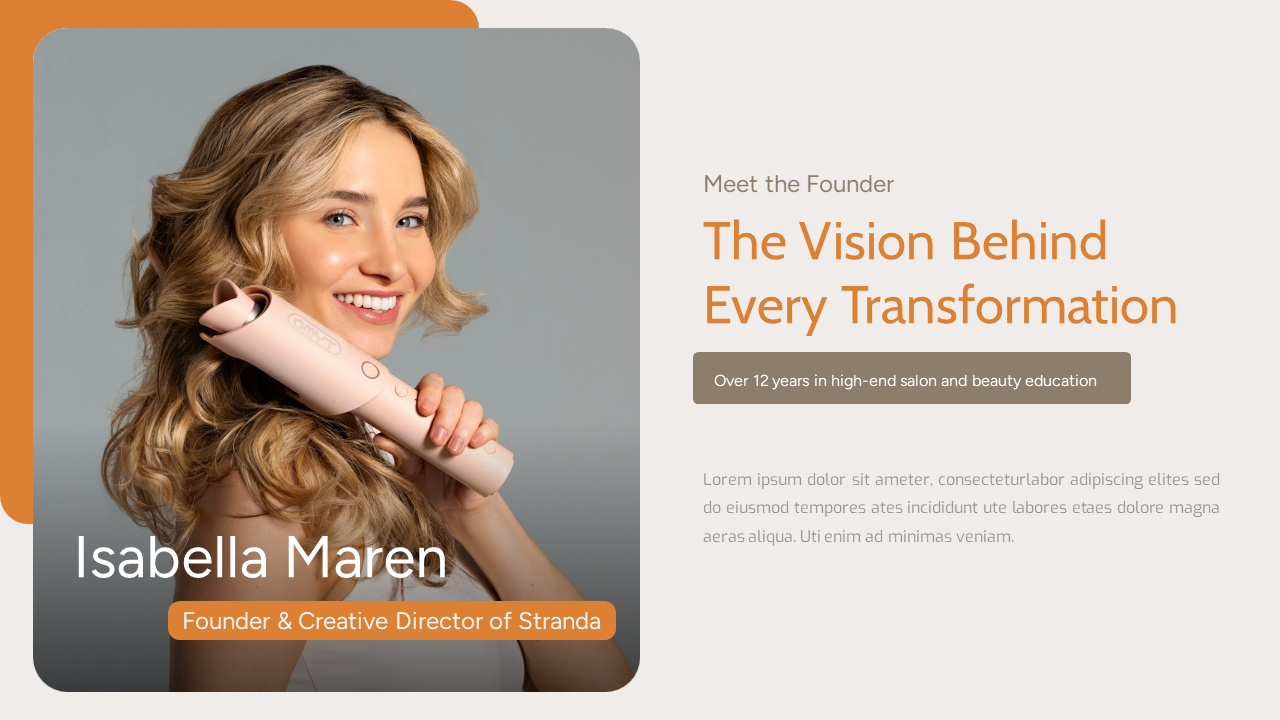 Meet the Founder
The Vision Behind
Every Transformation
Over 12 years in high-end salon and beauty education
Lorem ipsum dolor sit ameter, consecteturlabor adipiscing elites sed
do eiusmod tempores ates incididunt ute labores etaes dolore magna
aeras aliqua. Uti enim ad minimas veniam.
Isabella Maren
Founder & Creative Director of Stranda